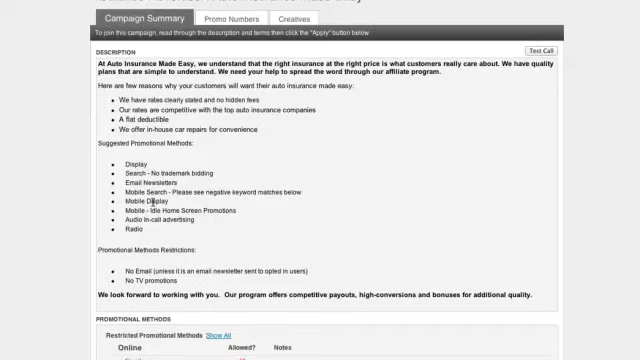 Campaign Summary
Promo Numbers
Creatives
To join this campaign, read through the description and terms then click the "Apply" button below
DESCRIPTION
Test Call
At Auto Insurance Made Easy, we understand that the right insurance at the right price is what customers really care about. We have quality
plans that are simple to understand. We need your help to spread the word through our affiliate program.
Here are few reasons why your customers will want their auto insurance made easy:
We have rates clearly stated and no hidden fees
Our rates are competitive with the top auto insurance companies
A flat deductible
We offer in-house car repairs for convenience
Suggested Promotional Methods:
Display
Search - No trademark bidding
Email Newsletters
Mobile Search - Please see negative keyword matches below
Mobile Display
Mobile - Idle Home Screen Promotions
Audio In-call advertising
Radio
Promotional Methods Restrictions:
No Email (unless it is an email newsletter sent to opted in users)
No TV promotions
We look forward to working with you. Our program offers competitive payouts, high-conversions and bonuses for additional quality.
PROMOTIONAL METHODS
Restricted Promotional Methods Show All
Online Allowed? Notes